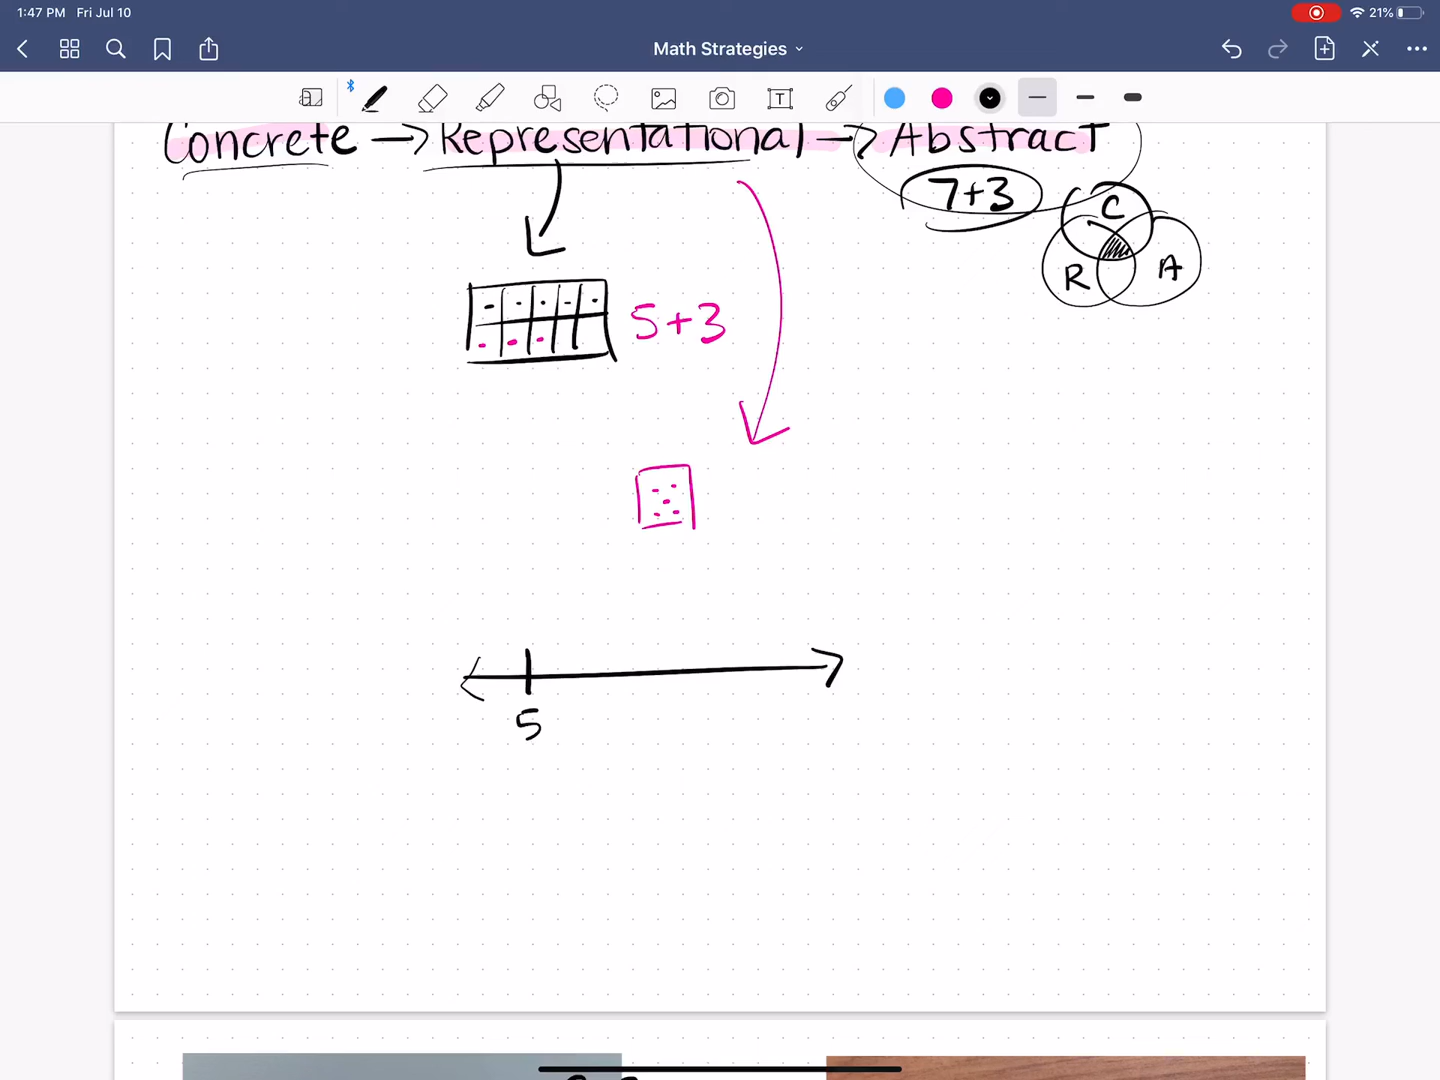 1:47 PM Fri Jul 10
21%
Math Strategies
T
Concrete → Representational → Abstract
7+3
C
R
A
5+3
5